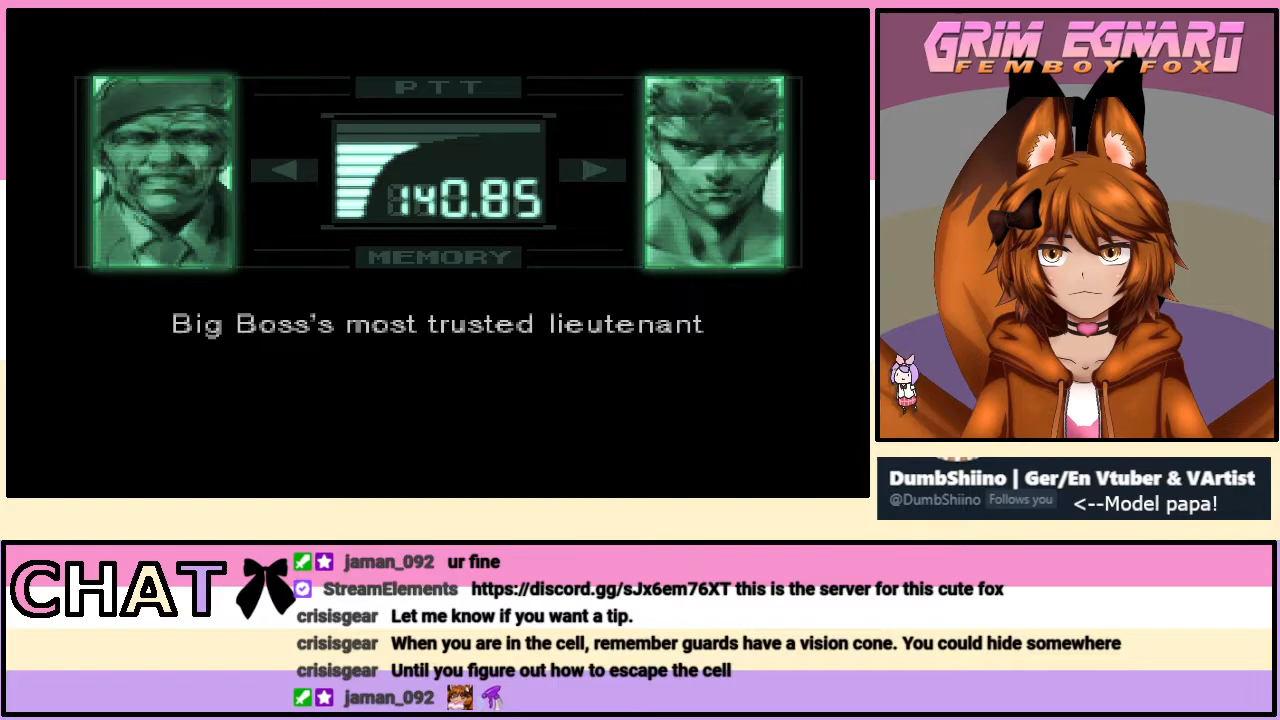 PTT
140.85
MEMORY
Big Boss's most trusted lieutenant
GRIM EGNART
FEMBOY FOX
DumbShiino | Ger/En Vtuber & VArtist
@DumbShiino Follows you <--Model papa!
CHAT
jaman_092 ur fine
StreamElements https://discord.gg/sJx6em76XT this is the server for this cute fox
crisisgear Let me know if you want a tip.
crisisgear When you are in the cell, remember guards have a vision cone. You could hide somewhere
crisisgear Until you figure out how to escape the cell
jaman_092